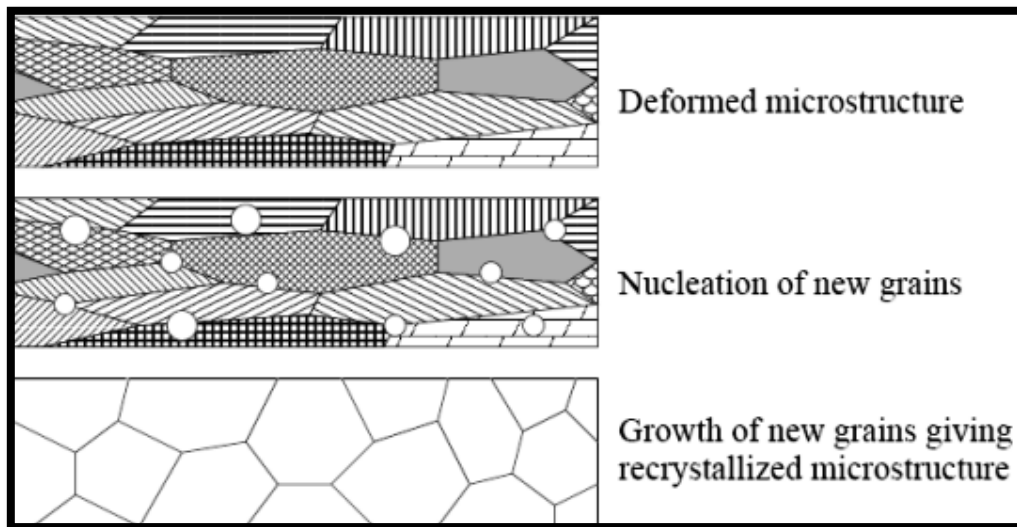 Deformed microstructure
Nucleation of new grains
Growth of new grains giving
recrystallized microstructure